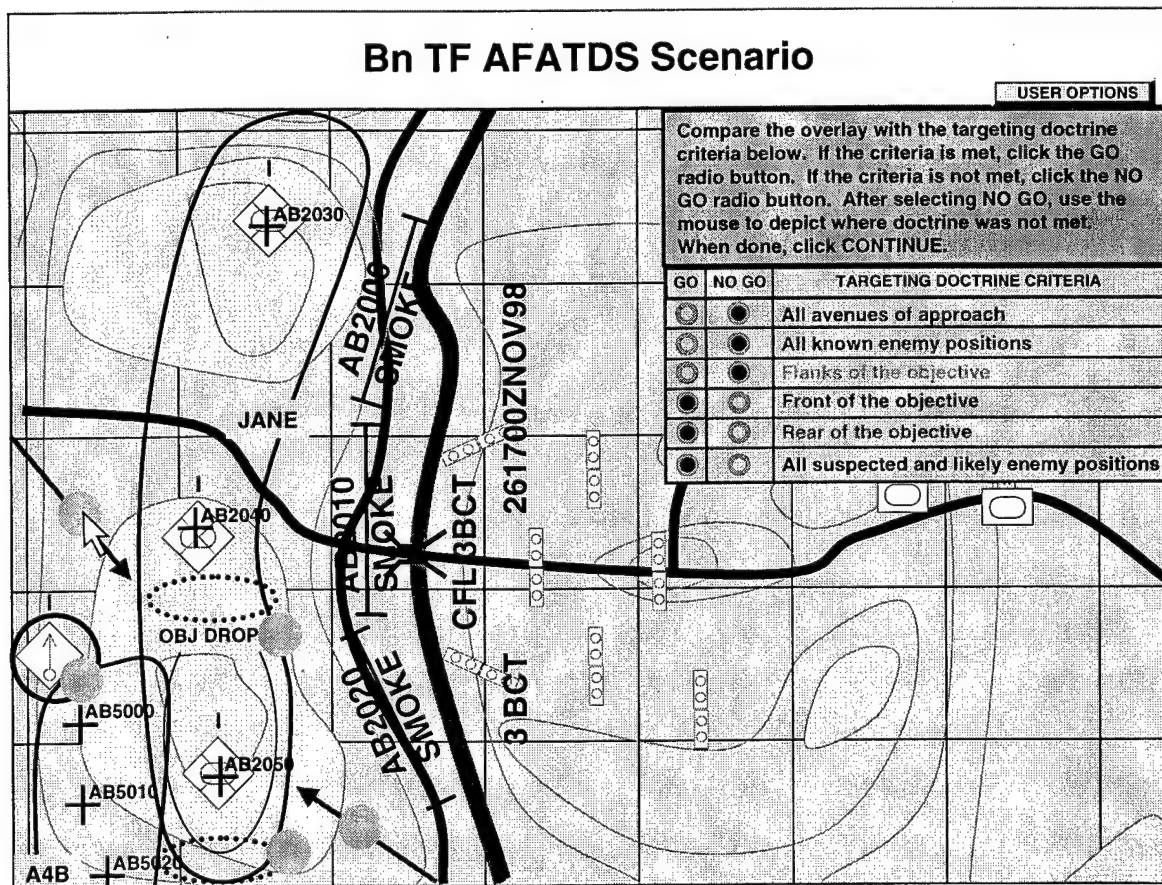 Bn TF AFATDS Scenario
USER OPTIONS
Compare the overlay with the targeting doctrine
criteria below. If the criteria is met, click the GO
radio button. If the criteria is not met, click the NO
GO radio button. After selecting NO GO, use the
mouse to depict where doctrine was not met.
When done, click CONTINUE.
GO NO GO TARGETING DOCTRINE CRITERIA
All avenues of approach
All known enemy positions
Flanks of the objective
Front of the objective
Rear of the objective
All suspected and likely enemy positions
I
AB2030
AB2000
SMOKE
261700ZNOV98
JANE
I
AB2040
AB2010
SMOKE
CFL 3BCT
OBJ DROP
I
AB5000
AB2020
SMOKE
3 BCT
I
AB2050
AB5010
AB5020
A4B